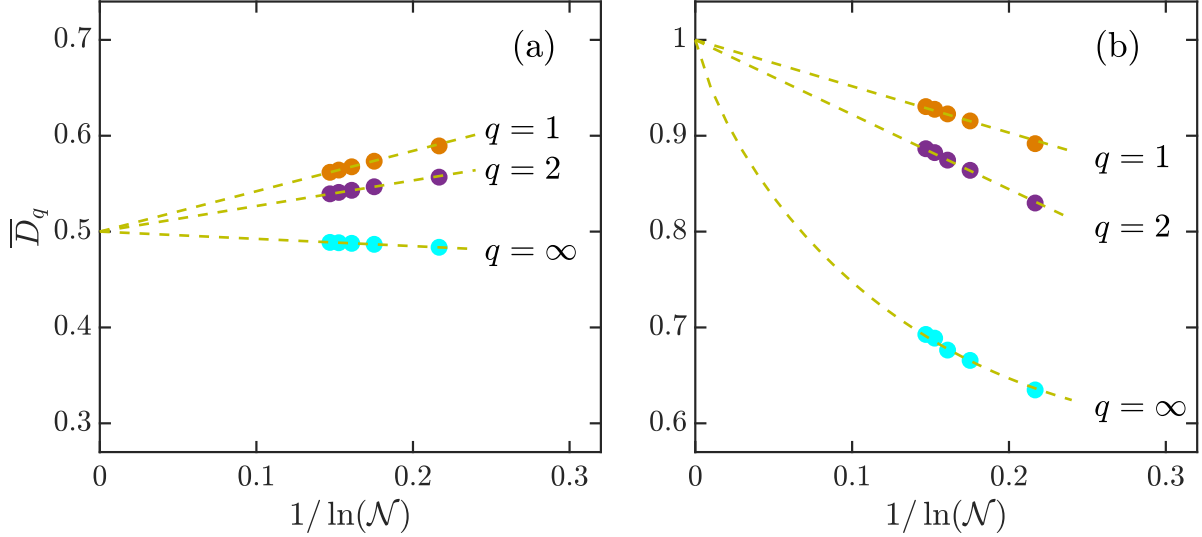 (a)
0.7
0.6
0.5
0.4
0.3
D̅_q
q = 1
q = 2
q = ∞
0
0.1
0.2
0.3
1/ ln(𝒩)
(b)
1
0.9
0.8
0.7
0.6
q = 1
q = 2
q = ∞
0
0.1
0.2
0.3
1/ ln(𝒩)